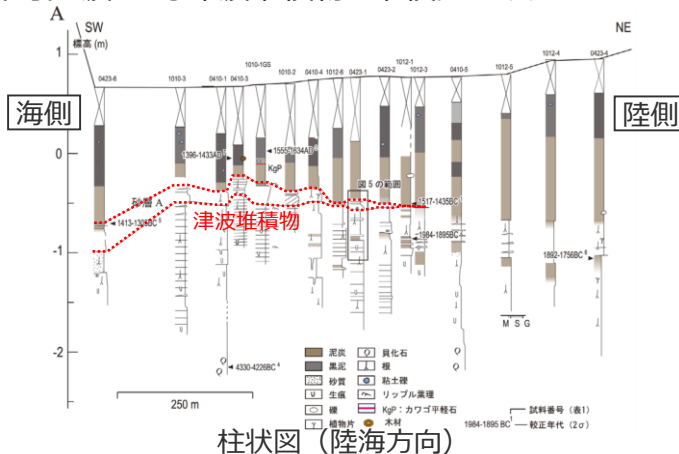 A
SW
NE
標高 (m)
海側
陸側
0423-6
1010-3
0410-1
0410-3
1010-1GS
1010-2
0410-4
1012-6
0423-1
0423-2
1012-1
1012-3
0410-5
1012-5
1012-4
0423-4
1
0
-1
-2
1396-1433AD
1555-1634AD
KgP
図 5 の範囲
砂層 A
津波堆積物
1517-1435BC
1984-1895BC
1892-1756BC
4330-4226BC
M S G
250 m
泥炭
黒泥
砂質
生痕
礫
植物片
貝化石
根
粘土礫
リップル葉理
KgP：カワゴ平軽石
木材
試料番号（表1）
1984-1895 BC
較正年代（2σ）
柱状図（陸海方向）